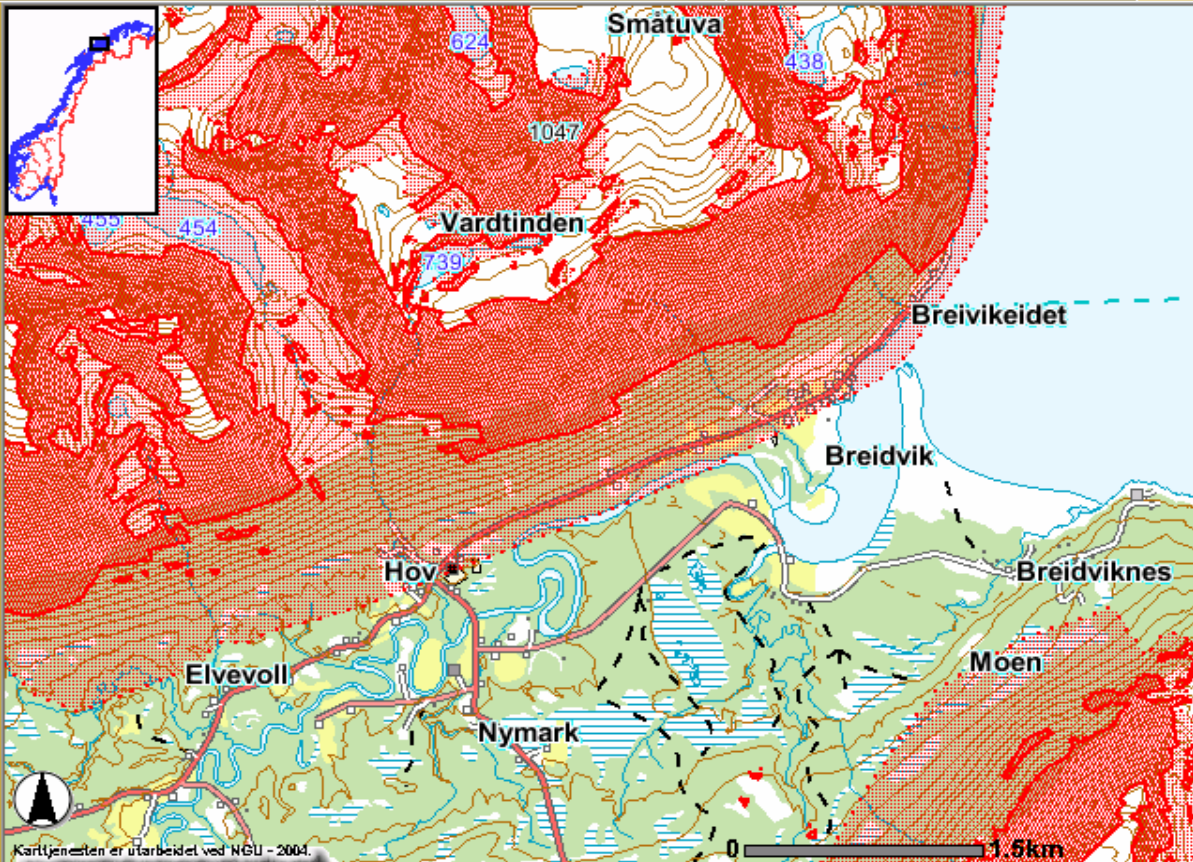 Småtuva
624
438
1047
Vardtinden
455
454
739
Breivikeidet
Breidvik
Hov
Breidviknes
Moen
Elvevoll
Nymark
Karttjenesten er utarbeidet ved NGU - 2004.
0
1.5km